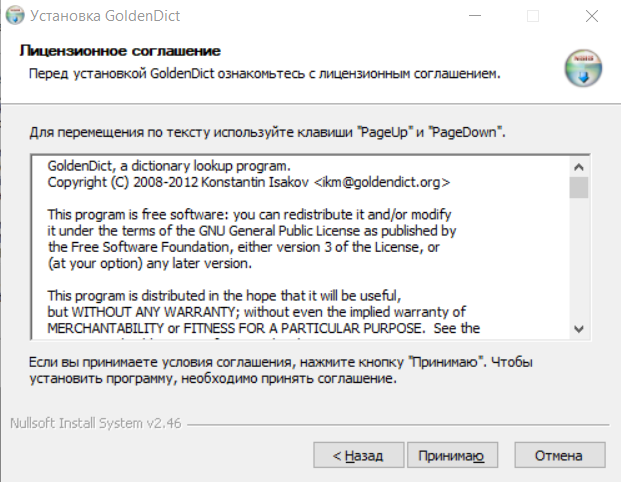 Установка GoldenDict
Лицензионное соглашение
Перед установкой GoldenDict ознакомьтесь с лицензионным соглашением.
Для перемещения по тексту используйте клавиши "PageUp" и "PageDown".
GoldenDict, a dictionary lookup program.
Copyright (C) 2008-2012 Konstantin Isakov <ikm@goldendict.org>
This program is free software: you can redistribute it and/or modify
it under the terms of the GNU General Public License as published by
the Free Software Foundation, either version 3 of the License, or
(at your option) any later version.
This program is distributed in the hope that it will be useful,
but WITHOUT ANY WARRANTY; without even the implied warranty of
MERCHANTABILITY or FITNESS FOR A PARTICULAR PURPOSE.  See the
Если вы принимаете условия соглашения, нажмите кнопку "Принимаю". Чтобы
установить программу, необходимо принять соглашение.
Nullsoft Install System v2.46
< Назад
Принимаю
Отмена